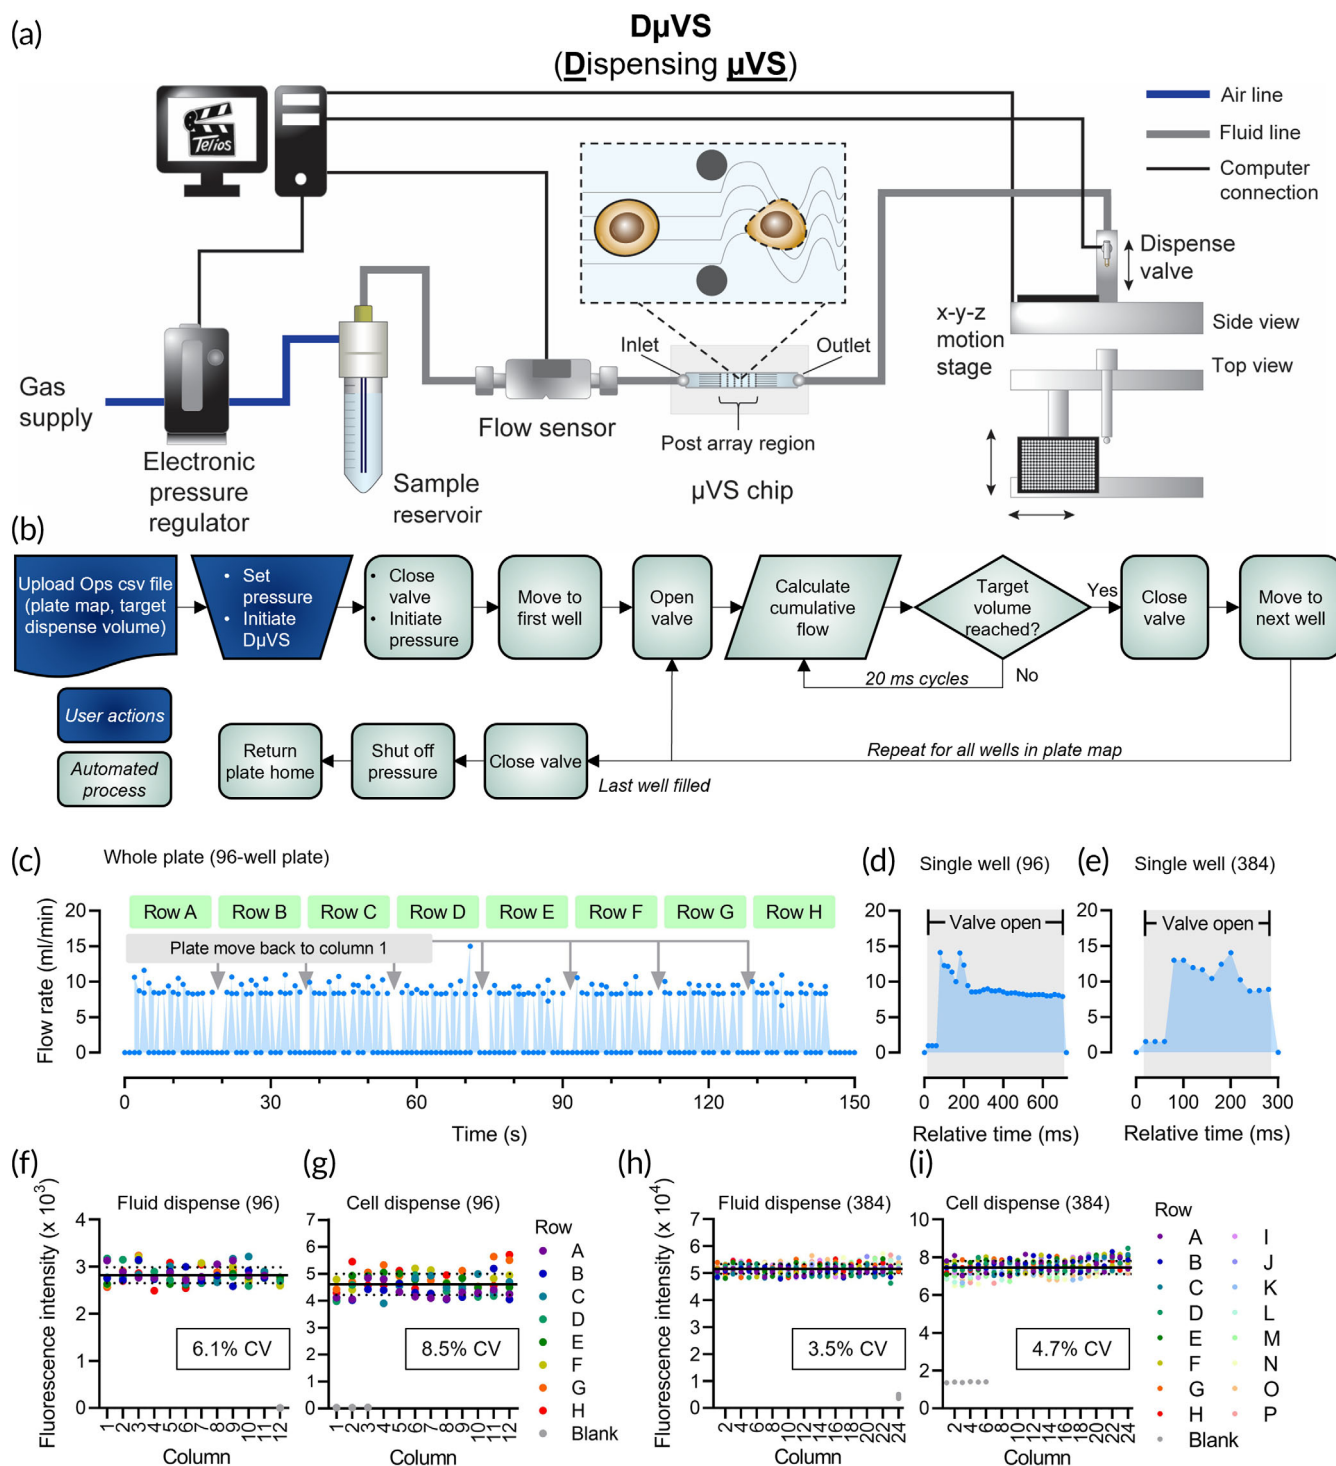 (a)
DµVS
(Dispensing µVS)
Telios
Air line
Fluid line
Computer
connection
Dispense
valve
x-y-z
motion
stage
Side view
Top view
Inlet
Outlet
Gas
supply
Flow sensor
Post array region
Electronic
pressure
regulator
Sample
reservoir
µVS chip
(b)
Upload Ops csv file
(plate map, target
dispense volume)
• Set
pressure
• Initiate
DµVS
• Close
valve
• Initiate
pressure
Move to
first well
Open
valve
Calculate
cumulative
flow
Target
volume
reached?
Yes
Close
valve
Move to
next well
20 ms cycles
No
User actions
Automated
process
Return
plate home
Shut off
pressure
Close valve
Last well filled
Repeat for all wells in plate map
(c)
Whole plate (96-well plate)
Row A Row B Row C Row D Row E Row F Row G Row H
Plate move back to column 1
Flow rate (ml/min)
20
15
10
5
0
0 30 60 90 120 150
Time (s)
(d)
Single well (96)
Valve open
20
15
10
5
0
0 200 400 600
Relative time (ms)
(e)
Single well (384)
Valve open
20
15
10
5
0
0 100 200 300
Relative time (ms)
(f)
Fluid dispense (96)
Fluorescence intensity (x 10³)
4
3
2
1
0
6.1% CV
1 2 3 4 5 6 7 8 9 10 11 12
Column
(g)
Cell dispense (96)
7
6
5
4
3
2
1
0
8.5% CV
1 2 3 4 5 6 7 8 9 10 11 12
Column
Row
A
B
C
D
E
F
G
H
Blank
(h)
Fluid dispense (384)
Fluorescence intensity (x 10⁴)
7
6
5
4
3
2
1
0
3.5% CV
2 4 6 8 10 12 14 16 18 20 22 24
Column
(i)
Cell dispense (384)
10
8
6
4
2
0
4.7% CV
2 4 6 8 10 12 14 16 18 20 22 24
Column
Row
A I
B J
C K
D L
E M
F N
G O
H P
Blank